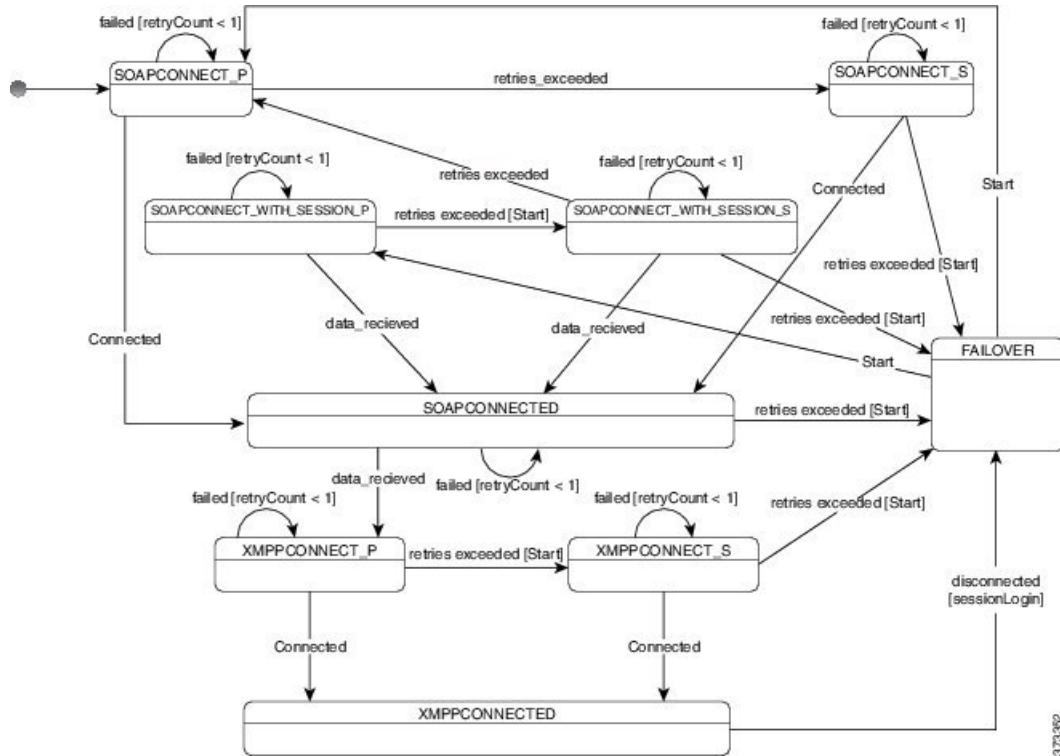 failed [retryCount < 1]
failed [retryCount < 1]
SOAPCONNECT_P
SOAPCONNECT_S
retries_exceeded
failed [retryCount < 1]
failed [retryCount < 1]
retries exceeded
Connected
Start
SOAPCONNECT_WITH_SESSION_P
retries exceeded [Start]
SOAPCONNECT_WITH_SESSION_S
retries exceeded [Start]
data_recieved
data_recieved
retries exceeded [Start]
Connected
FAILOVER
Start
SOAPCONNECTED
retries exceeded [Start]
data_recieved
failed [retryCount < 1]
failed [retryCount < 1]
failed [retryCount < 1]
retries exceeded [Start]
XMPPCONNECT_P
retries exceeded [Start]
XMPPCONNECT_S
disconnected
[sessionLogin]
Connected
Connected
XMPPCONNECTED